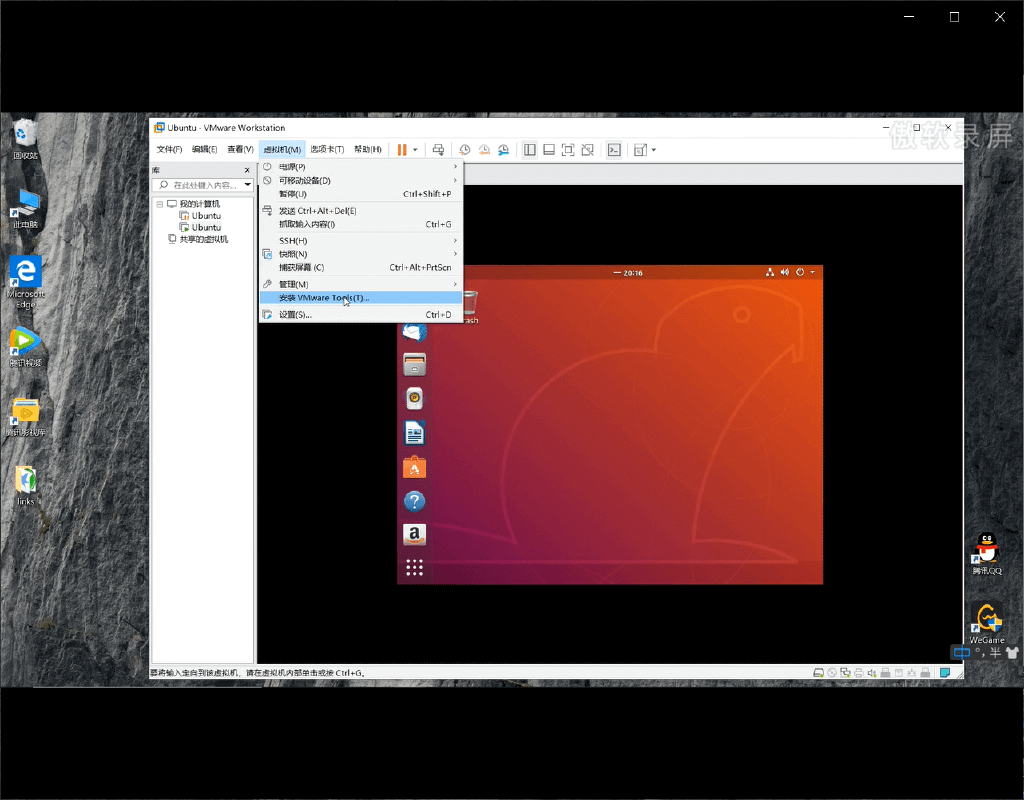 傲软录屏
Ubuntu - VMware Workstation
文件(F) 编辑(E) 查看(V) 虚拟机(M) 选项卡(T) 帮助(H)
库
在此处键入内容...
我的计算机
Ubuntu
Ubuntu
共享的虚拟机
电源(P)
可移动设备(D)
暂停(U) Ctrl+Shift+P
发送 Ctrl+Alt+Del(E)
抓取输入内容(I) Ctrl+G
SSH(H)
快照(N)
捕获屏幕 (C) Ctrl+Alt+PrtScn
管理(M)
安装 VMware Tools(T)...
设置(S)... Ctrl+D
20:16
回收站
此电脑
Microsoft
Edge
腾讯视频
腾讯影视库
links
腾讯QQ
WeGame
中 °, 半
要将输入定向到该虚拟机，请在虚拟机内部单击或按 Ctrl+G。